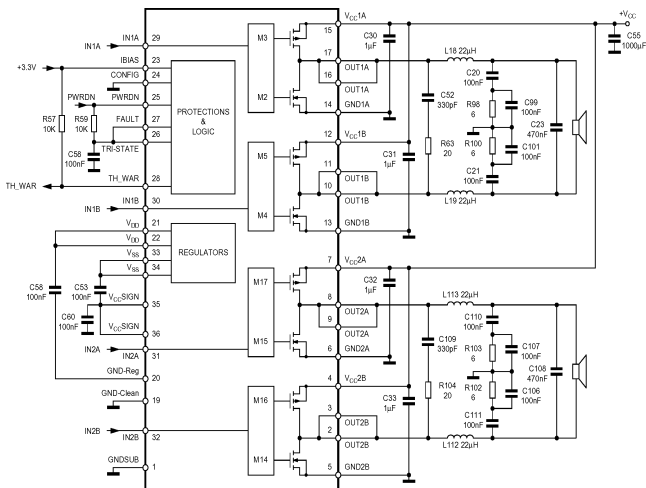 IN1A
IN1A
29
+3.3V
IBIAS
23
CONFIG
24
PWRDN
PWRDN
25
R57
10K
R59
10K
FAULT
27
26
TRI-STATE
C58
100nF
TH_WAR
TH_WAR
28
IN1B
IN1B
30
PROTECTIONS
&
LOGIC
VDD
21
VDD
22
VSS
33
VSS
34
REGULATORS
C58
100nF
C53
100nF
C60
100nF
VCCSIGN
35
VCCSIGN
36
IN2A
IN2A
31
GND-Reg
20
GND-Clean
19
IN2B
IN2B
32
GNDSUB
1
M3
M2
M5
M4
M17
M15
M16
M14
15
VCC1A
17
16
OUT1A
OUT1A
14
GND1A
12
VCC1B
11
OUT1B
10
OUT1B
13
GND1B
7
VCC2A
8
OUT2A
9
OUT2A
6
GND2A
4
VCC2B
3
OUT2B
2
OUT2B
5
GND2B
C30
1µF
C31
1µF
C32
1µF
C33
1µF
+VCC
C55
1000µF
L18 22µH
C20
100nF
C52
330pF
R98
6
C99
100nF
C23
470nF
R63
20
R100
6
C101
100nF
C21
100nF
L19 22µH
L113 22µH
C110
100nF
C109
330pF
R103
6
C107
100nF
C108
470nF
R104
20
R102
6
C106
100nF
C111
100nF
L112 22µH